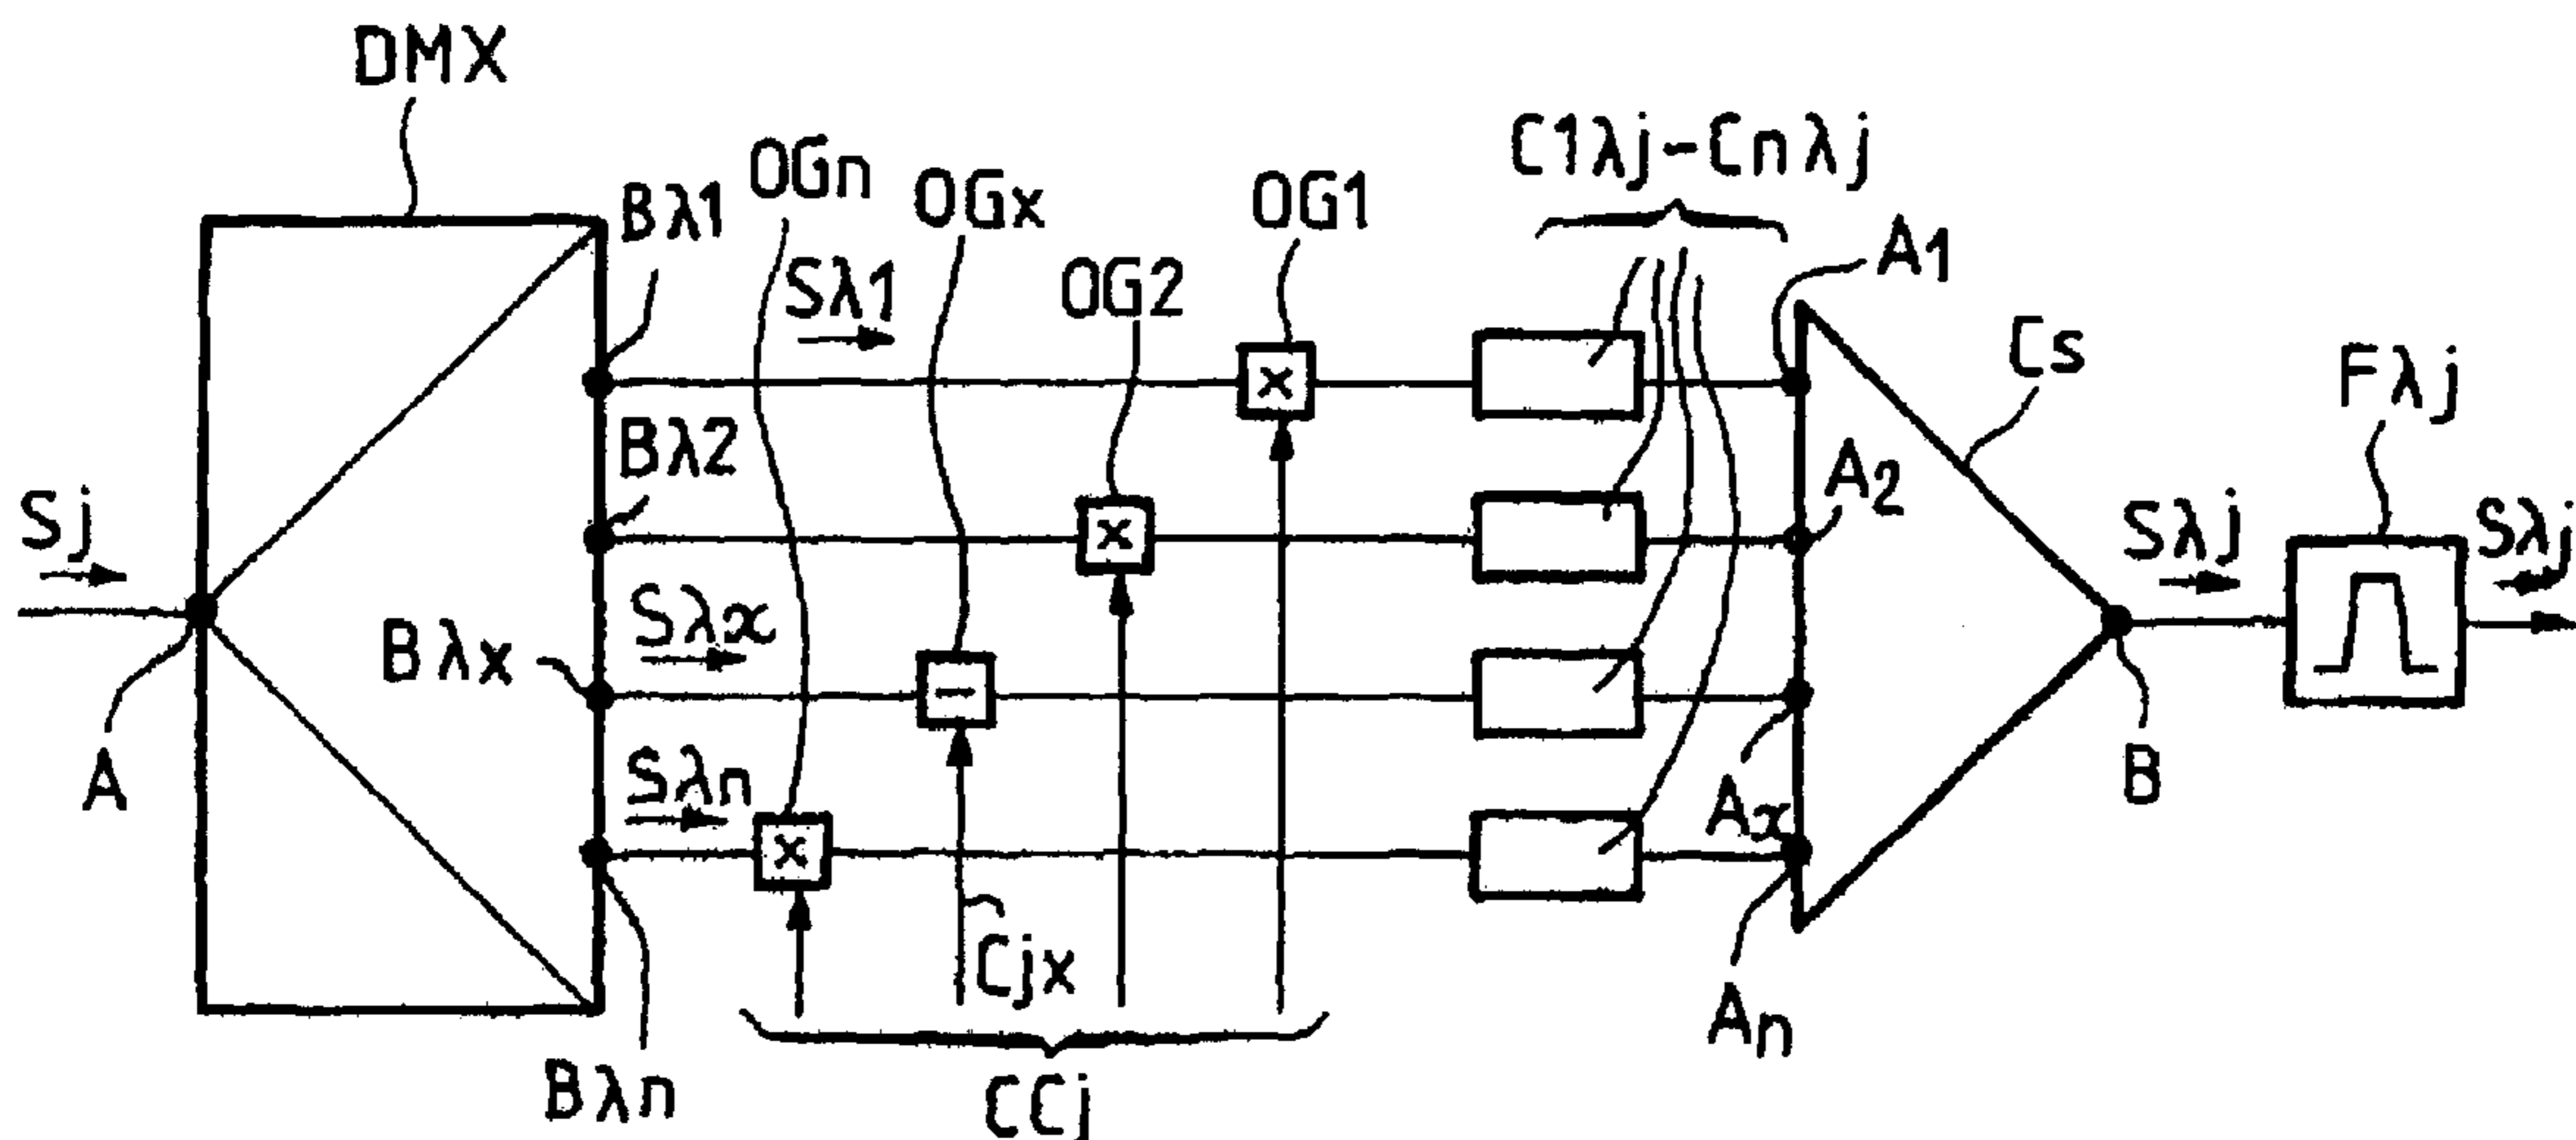 DMX
OGn
OGx
OG2
OG1
C1λj-Cnλj
A1
Bλ1
Sλ1
Cs
Fλj
Bλ2
A2
Sj
Sλj
Sλj
Bλx
Sλx
A
Sλn
Ax
B
Cjx
An
Bλn
CCj